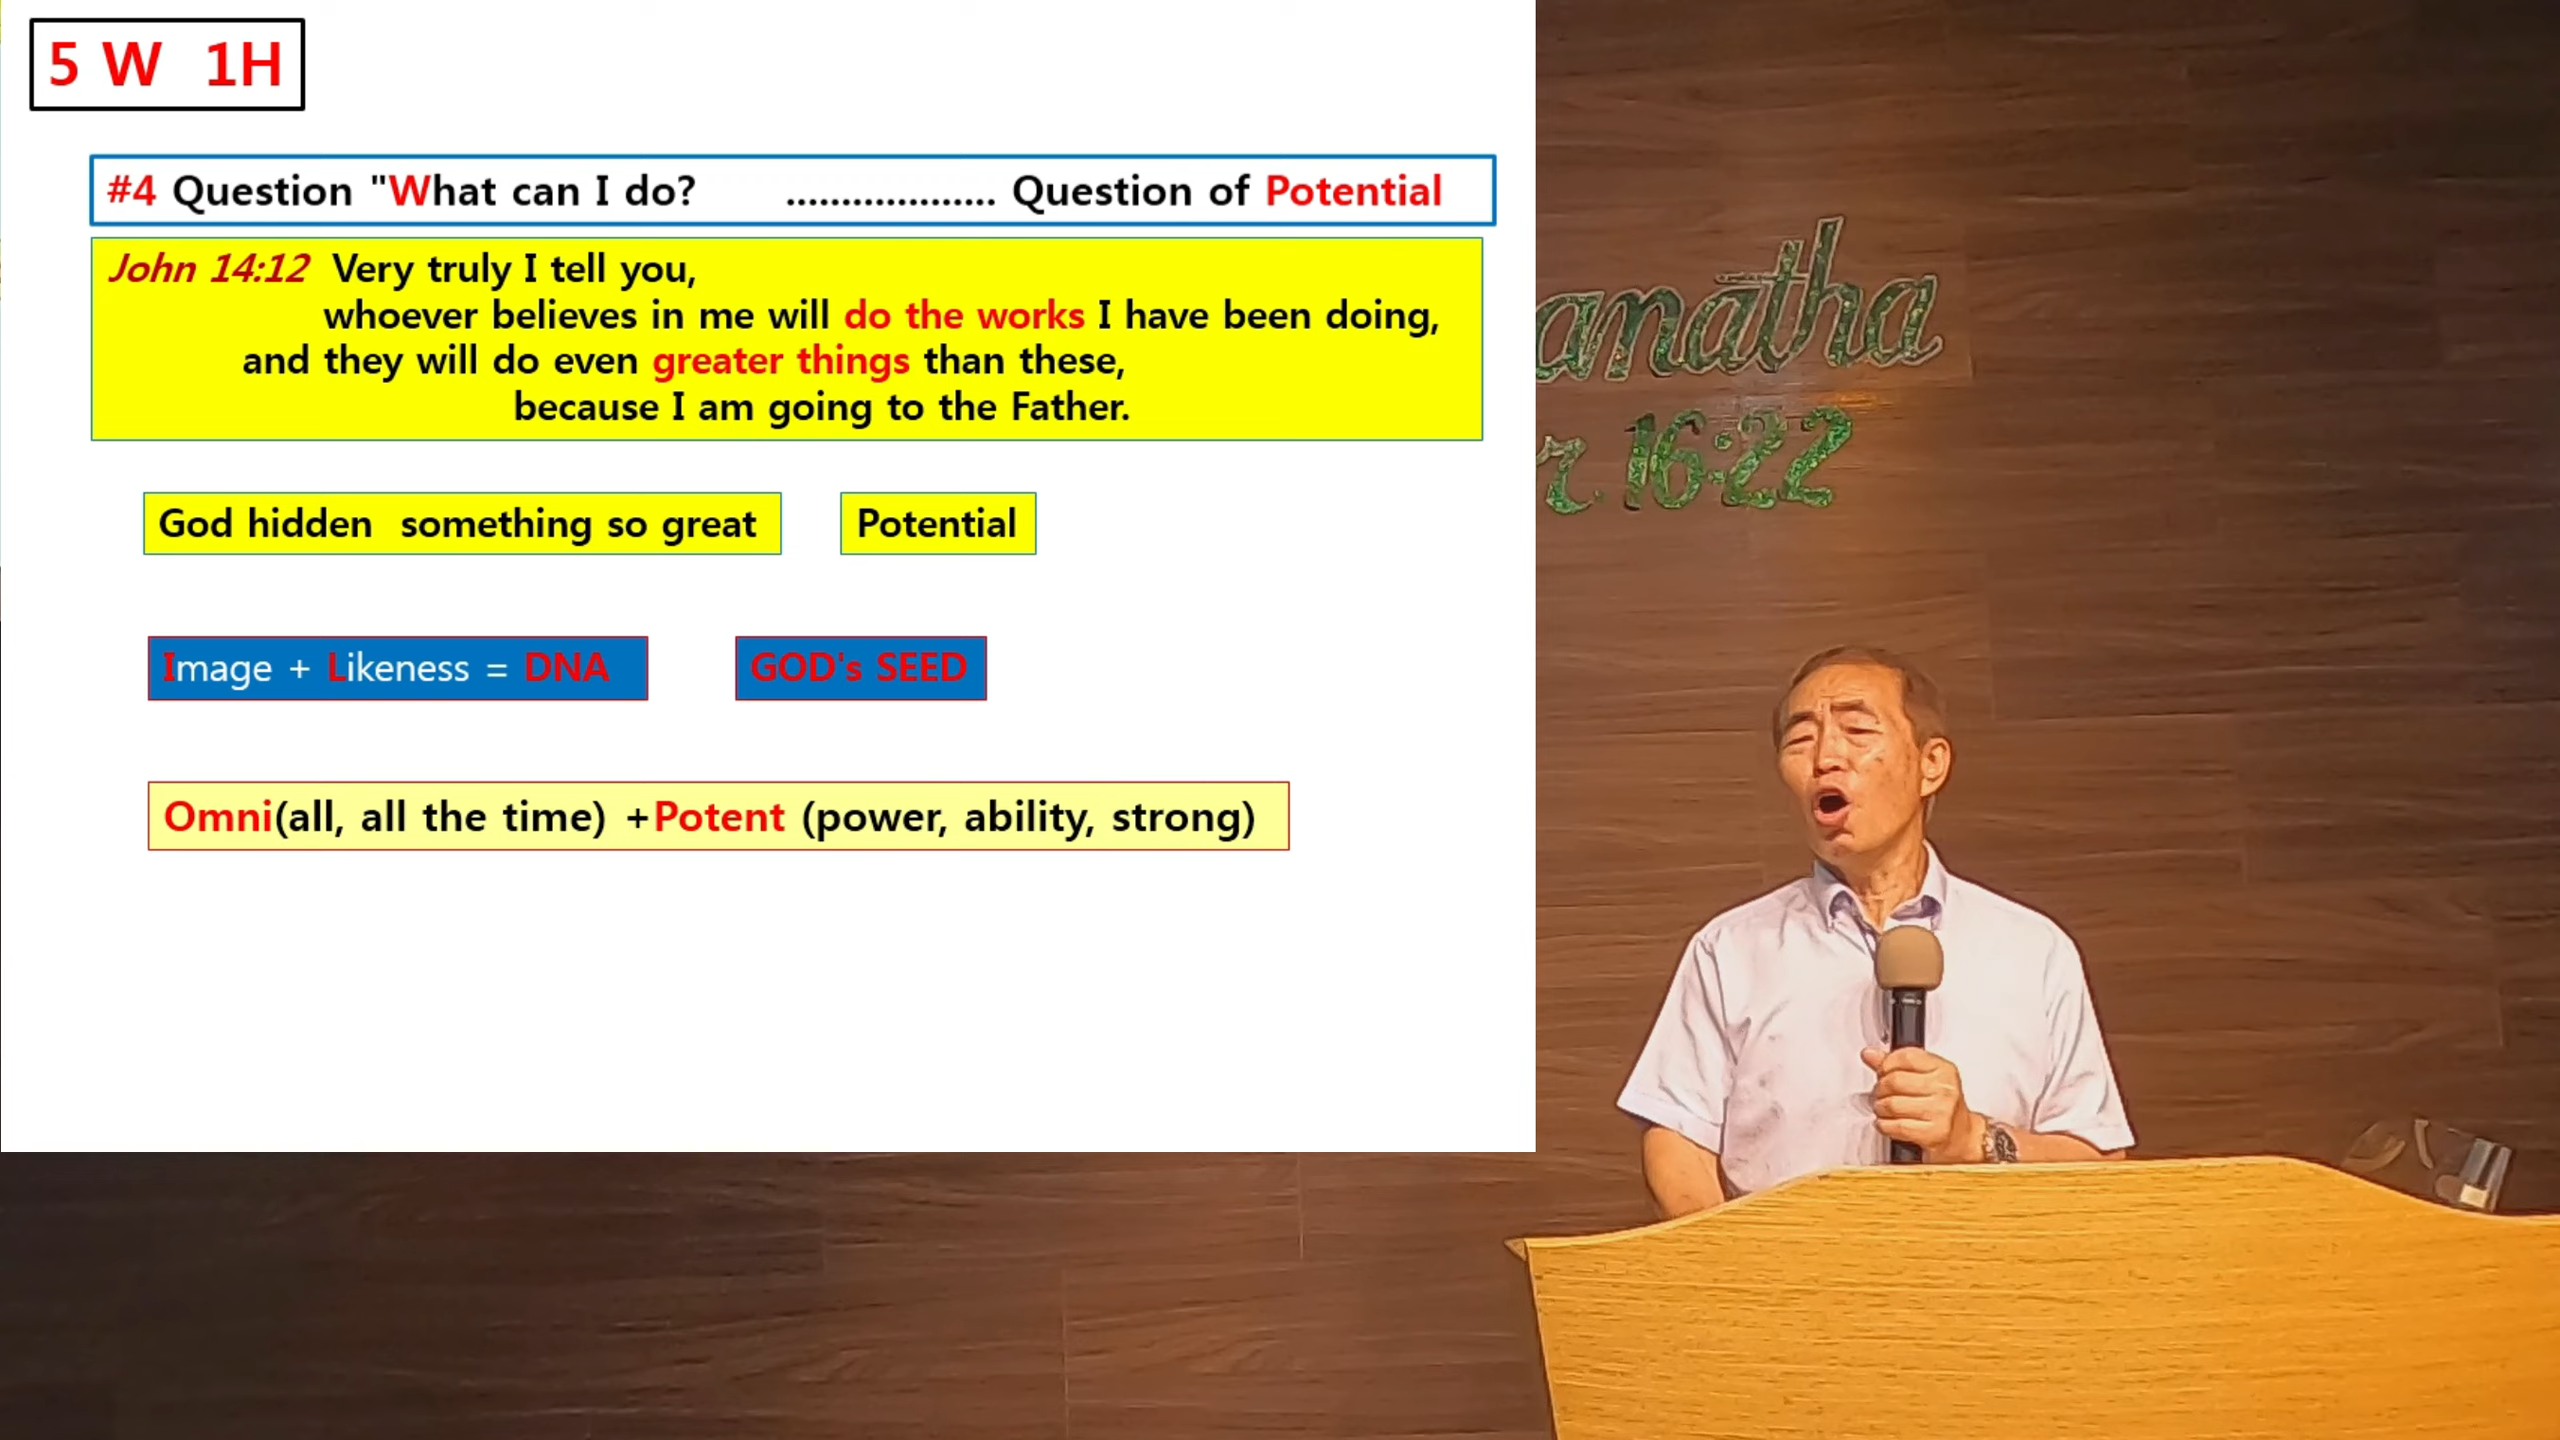 5 W 1H
#4 Question "What can I do? ................... Question of Potential
John 14:12 Very truly I tell you,
whoever believes in me will do the works I have been doing,
and they will do even greater things than these,
because I am going to the Father.
God hidden something so great
Potential
Image + Likeness = DNA
GOD's SEED
Omni(all, all the time) +Potent (power, ability, strong)
anatha
r 16:22